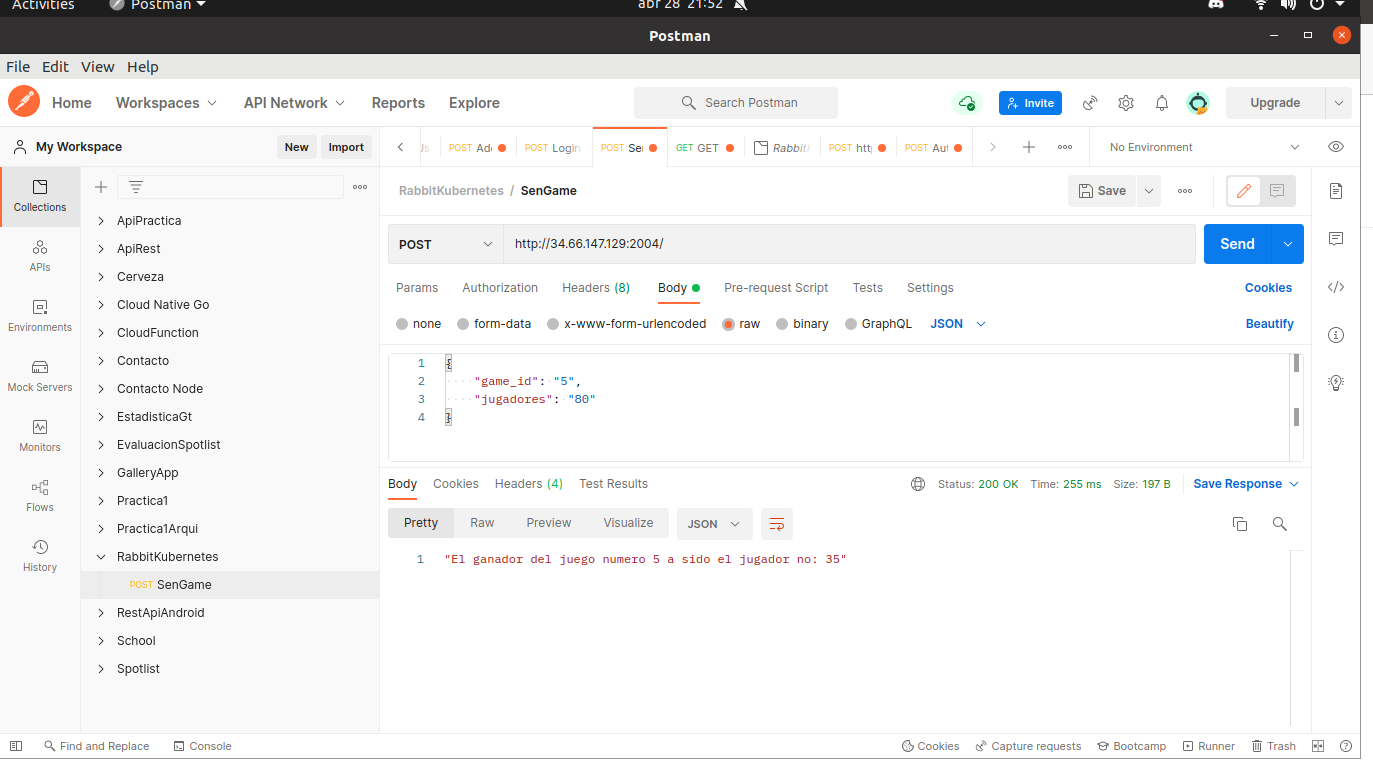 Activities Postman abr 28 21:52
Postman
File Edit View Help
Home Workspaces API Network Reports Explore Search Postman Invite Upgrade
My Workspace New Import
POST Ad POST Login POST Se GET GET Rabbit POST htt POST Aut No Environment
RabbitKubernetes / SenGame Save
POST http://34.66.147.129:2004/ Send
Params Authorization Headers (8) Body Pre-request Script Tests Settings Cookies
none form-data x-www-form-urlencoded raw binary GraphQL JSON Beautify
1 {
2 "game_id": "5",
3 "jugadores": "80"
4 }
Body Cookies Headers (4) Test Results Status: 200 OK Time: 255 ms Size: 197 B Save Response
Pretty Raw Preview Visualize JSON
1 "El ganador del juego numero 5 a sido el jugador no: 35"
Collections
APIs
Environments
Mock Servers
Monitors
Flows
History
ApiPractica
ApiRest
Cerveza
Cloud Native Go
CloudFunction
Contacto
Contacto Node
EstadisticaGt
EvaluacionSpotlist
GalleryApp
Practica1
Practica1Arqui
RabbitKubernetes
POST SenGame
RestApiAndroid
School
Spotlist
Find and Replace Console Cookies Capture requests Bootcamp Runner Trash